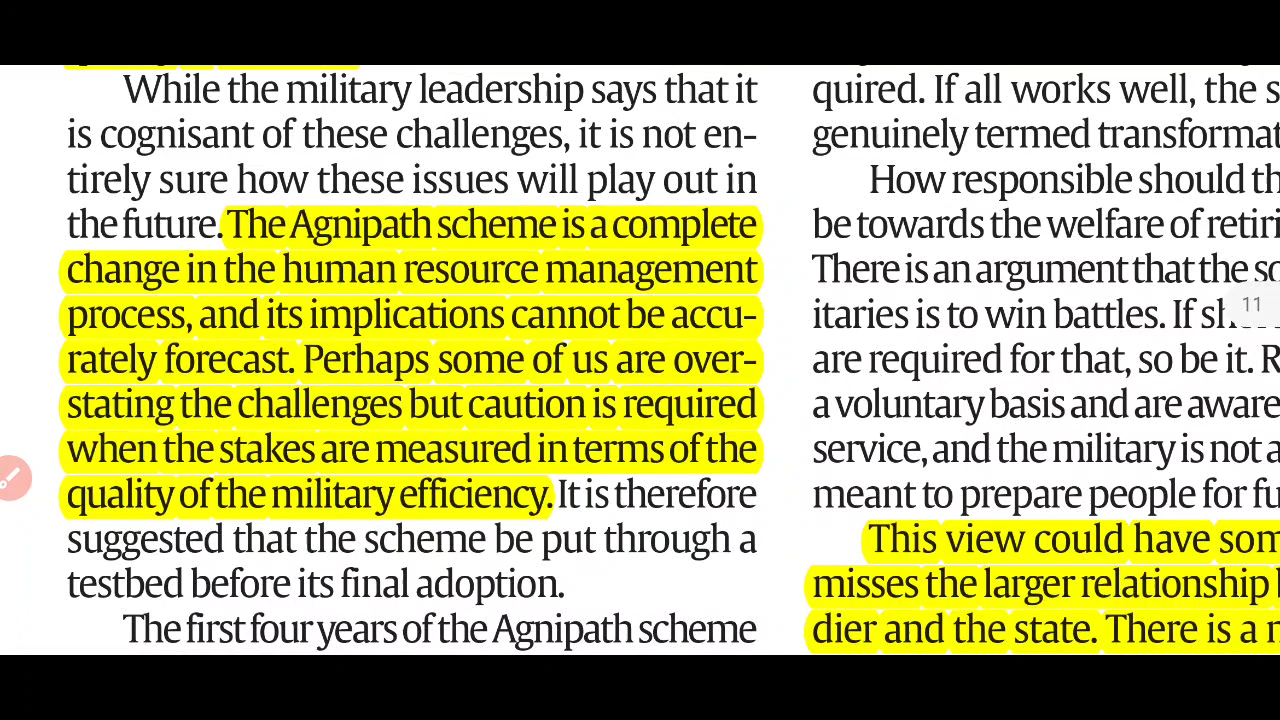 While the military leadership says that it
is cognisant of these challenges, it is not en-
tirely sure how these issues will play out in
the future. The Agnipath scheme is a complete
change in the human resource management
process, and its implications cannot be accu-
rately forecast. Perhaps some of us are over-
stating the challenges but caution is required
when the stakes are measured in terms of the
quality of the military efficiency. It is therefore
suggested that the scheme be put through a
testbed before its final adoption.
The first four years of the Agnipath scheme
quired. If all works well, the s
genuinely termed transformat
How responsible should th
be towards the welfare of retiri
There is an argument that the so
itaries is to win battles. If
are required for that, so be it. R
a voluntary basis and are aware
service, and the military is not a
meant to prepare people for fu
This view could have som
misses the larger relationship
dier and the state. There is a
11